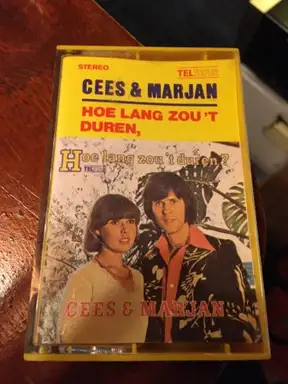 STEREO
TELSTAR
CEES & MARJAN
HOE LANG ZOU 'T
DUREN,
Hoe lang zou 't duren?
CEES & MARJAN